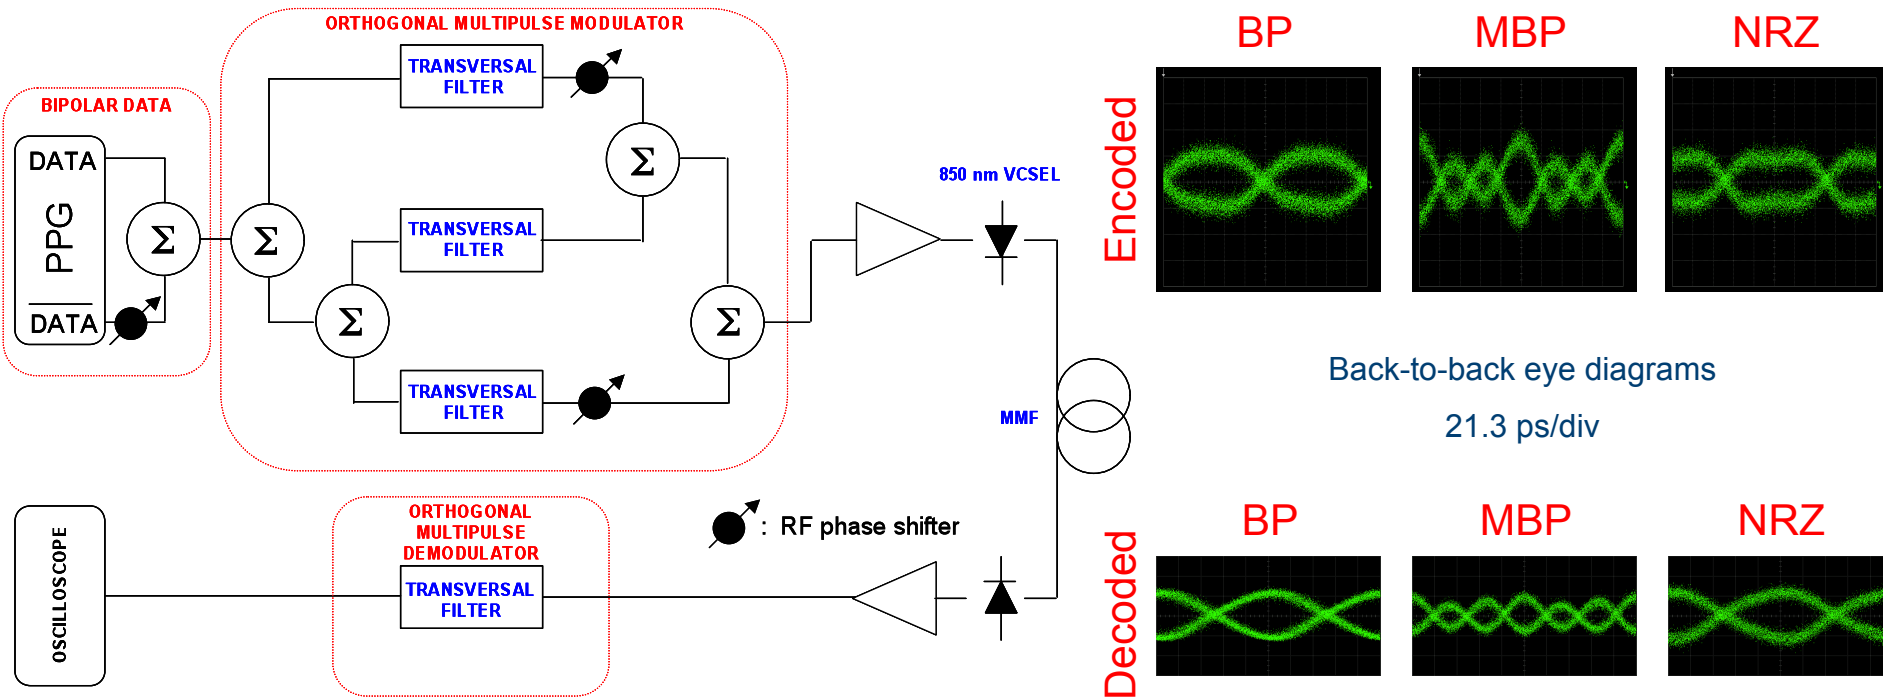 ORTHOGONAL MULTIPULSE MODULATOR
BIPOLAR DATA
DATA
PPG
DATA
Σ
Σ
Σ
Σ
Σ
TRANSVERSAL
FILTER
TRANSVERSAL
FILTER
TRANSVERSAL
FILTER
850 nm VCSEL
MMF
OSCILLOSCOPE
ORTHOGONAL
MULTIPULSE
DEMODULATOR
TRANSVERSAL
FILTER
: RF phase shifter
BP MBP NRZ
Encoded
Back-to-back eye diagrams
21.3 ps/div
BP MBP NRZ
Decoded